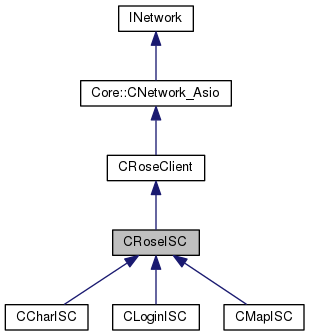 INetwork
Core::CNetwork_Asio
CRoseClient
CRoseISC
CCharISC
CLoginISC
CMapISC